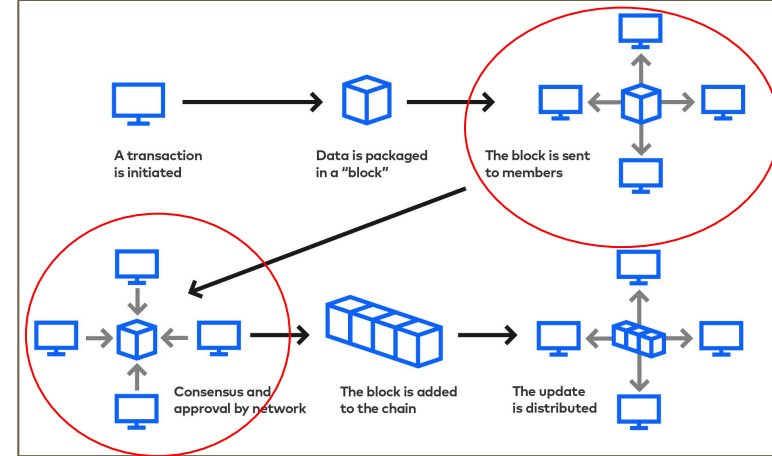 A transaction
is initiated
Data is packaged
in a “block”
The block is sent
to members
Consensus and
approval by network
The block is added
to the chain
The update
is distributed